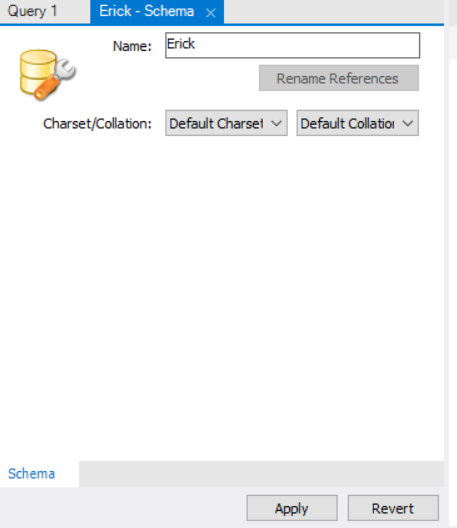 Query 1
Erick - Schema ×
Name: Erick
Rename References
Charset/Collation: Default Charset Default Collation
Schema
Apply Revert